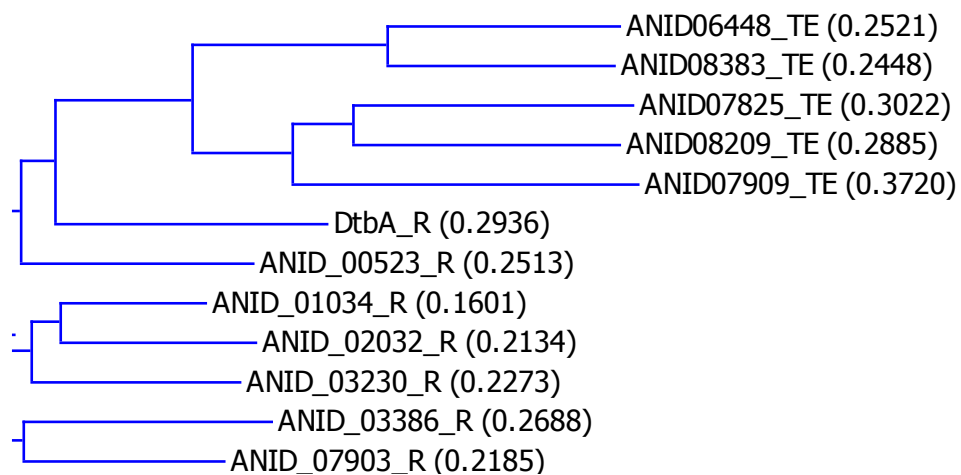 ANID06448_TE (0.2521)
ANID08383_TE (0.2448)
ANID07825_TE (0.3022)
ANID08209_TE (0.2885)
ANID07909_TE (0.3720)
DtbA_R (0.2936)
ANID_00523_R (0.2513)
ANID_01034_R (0.1601)
ANID_02032_R (0.2134)
ANID_03230_R (0.2273)
ANID_03386_R (0.2688)
ANID_07903_R (0.2185)